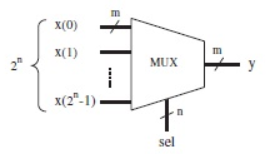 m
x(0)
x(1)
2ⁿ
MUX
m
y
x(2ⁿ-1)
n
sel